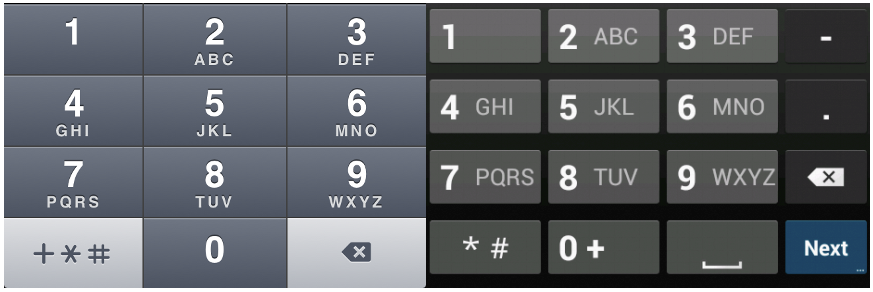 1 2 3
ABC DEF
4 5 6
GHI JKL MNO
7 8 9
PQRS TUV WXYZ
+*# 0
1 2 ABC 3 DEF -
4 GHI 5 JKL 6 MNO .
7 PQRS 8 TUV 9 WXYZ
* # 0 + Next
...